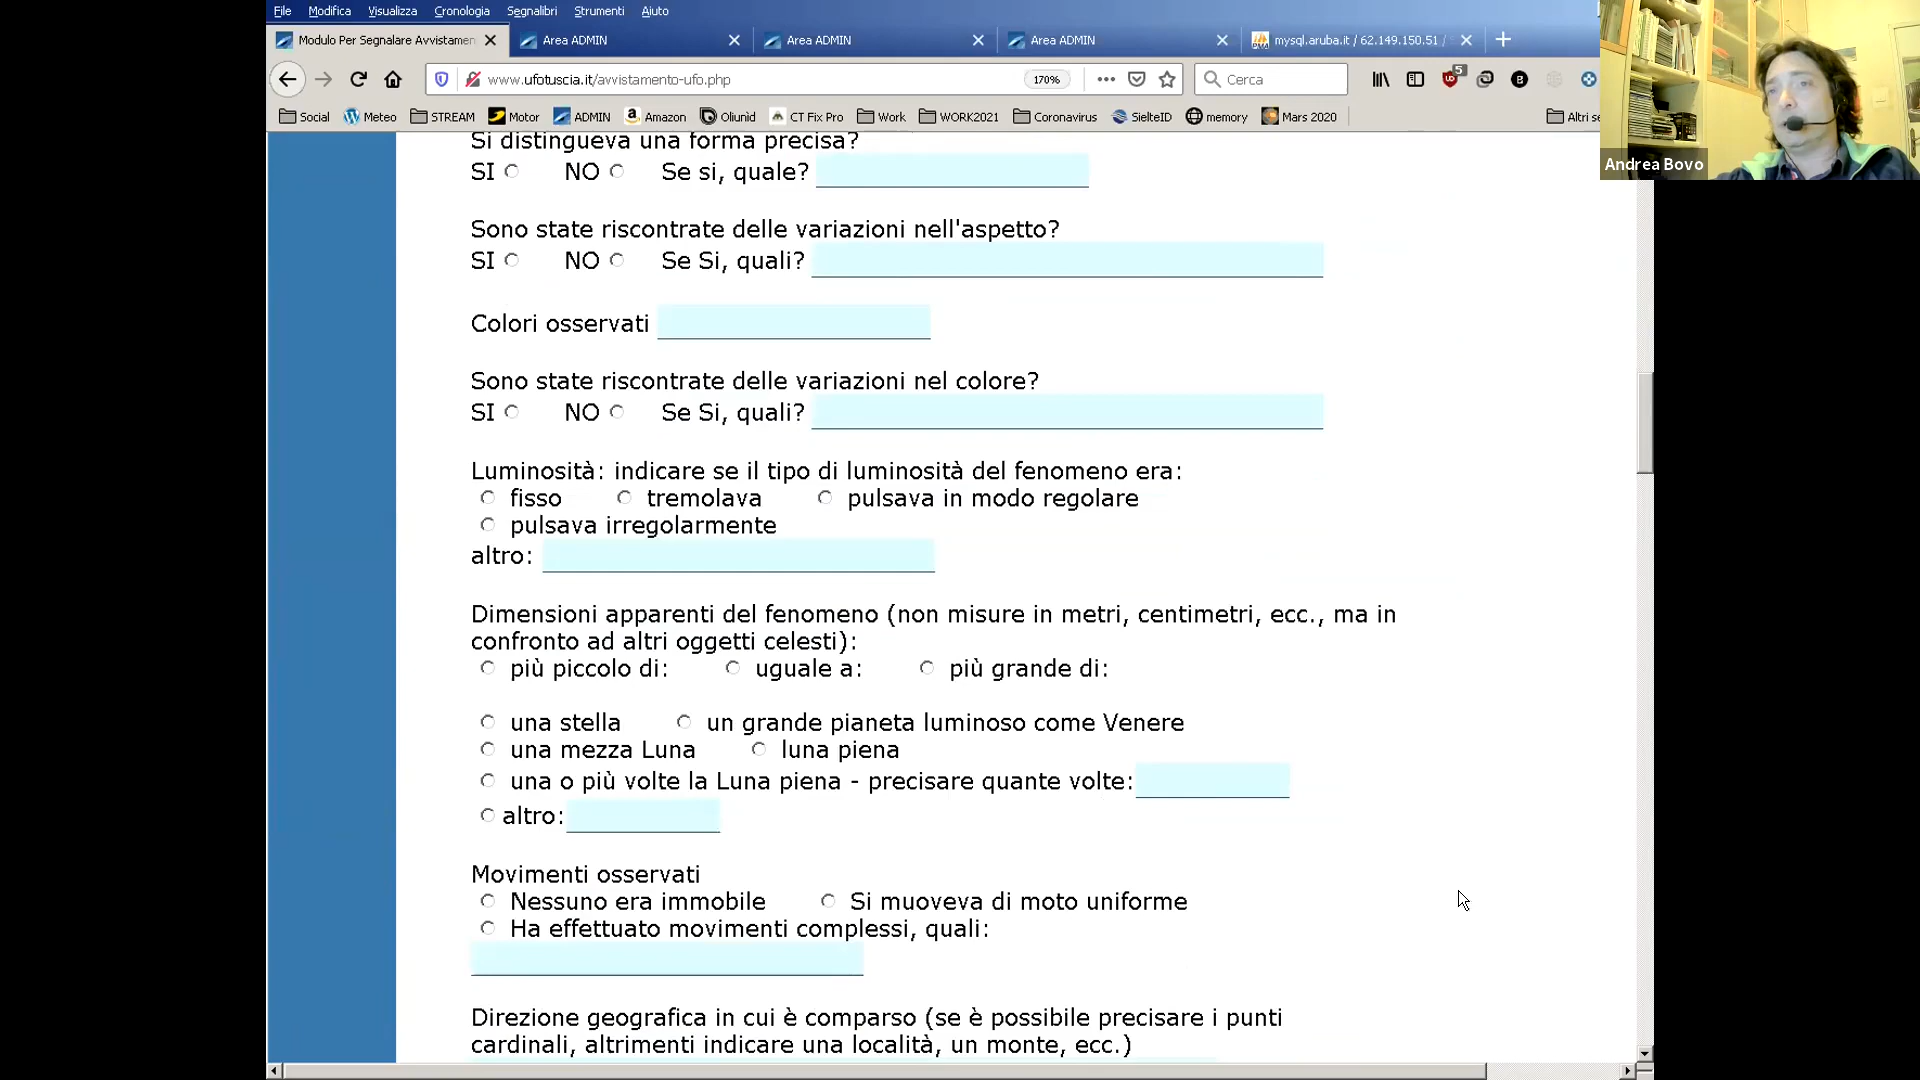 File Modifica Visualizza Cronologia Segnalibri Strumenti Aiuto
Modulo Per Segnalare Avvistamen Area ADMIN Area ADMIN Area ADMIN mysql.aruba.it / 62.149.150.51 /
www.ufotuscia.it/avvistamento-ufo.php 170% Cerca 5
Social Meteo STREAM Motor ADMIN Amazon Oliunìd CT Fix Pro Work WORK2021 Coronavirus SielteID memory Mars 2020 Altri se
Andrea Bovo
Si distingueva una forma precisa?
SI NO Se si, quale?
Sono state riscontrate delle variazioni nell'aspetto?
SI NO Se Si, quali?
Colori osservati
Sono state riscontrate delle variazioni nel colore?
SI NO Se Si, quali?
Luminosità: indicare se il tipo di luminosità del fenomeno era:
fisso tremolava pulsava in modo regolare
pulsava irregolarmente
altro:
Dimensioni apparenti del fenomeno (non misure in metri, centimetri, ecc., ma in
confronto ad altri oggetti celesti):
più piccolo di: uguale a: più grande di:
una stella un grande pianeta luminoso come Venere
una mezza Luna luna piena
una o più volte la Luna piena - precisare quante volte:
altro:
Movimenti osservati
Nessuno era immobile Si muoveva di moto uniforme
Ha effettuato movimenti complessi, quali:
Direzione geografica in cui è comparso (se è possibile precisare i punti
cardinali, altrimenti indicare una località, un monte, ecc.)